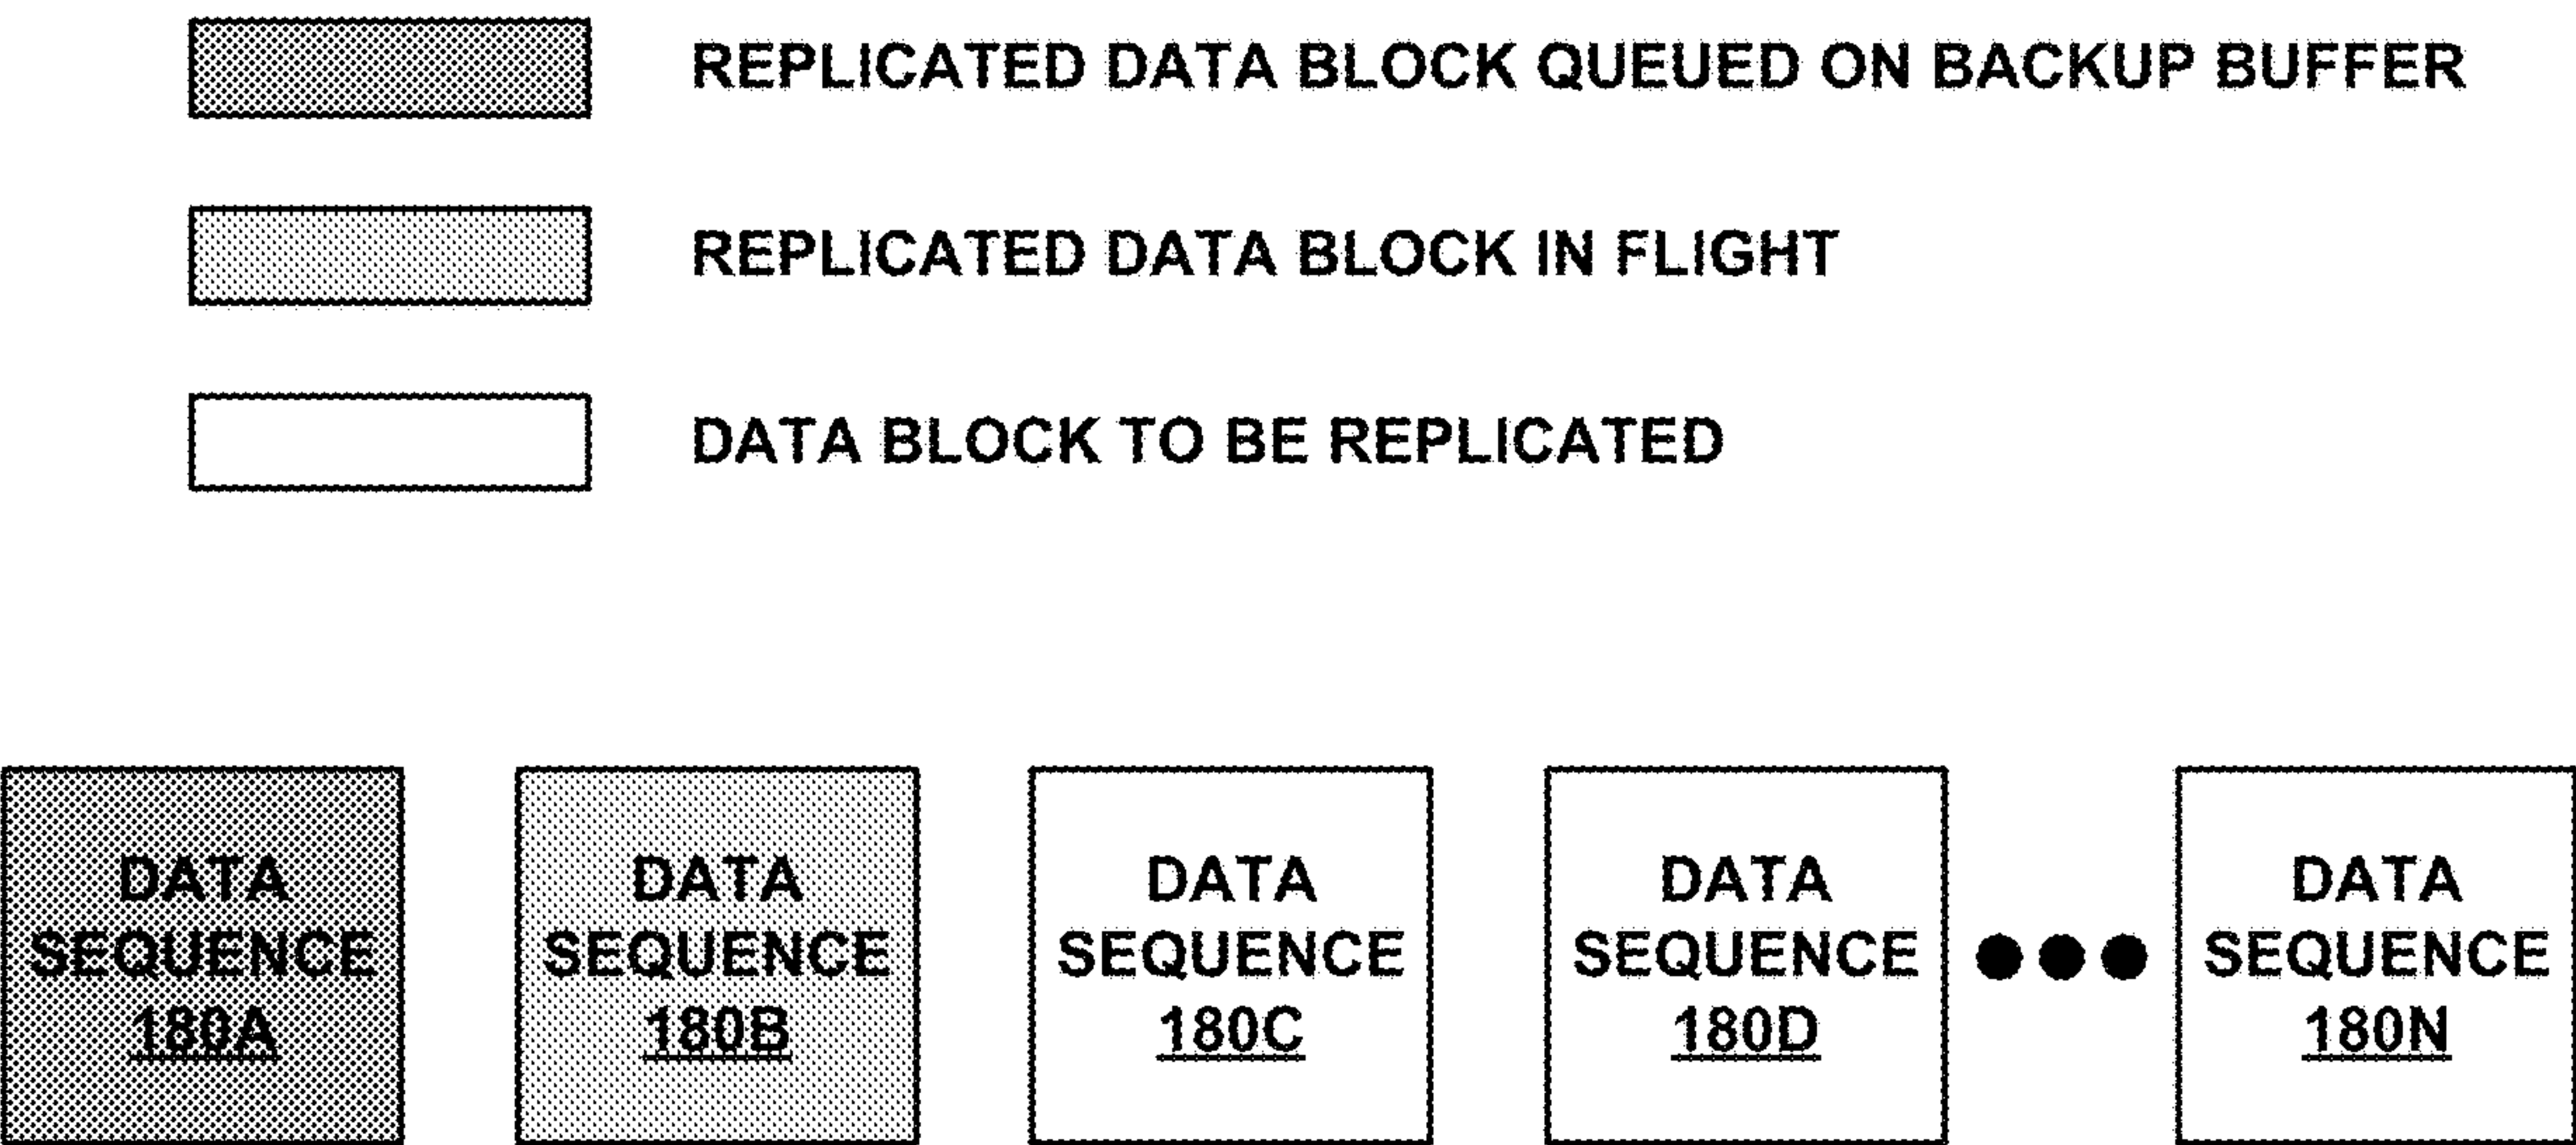 REPLICATED DATA BLOCK QUEUED ON BACKUP BUFFER
REPLICATED DATA BLOCK IN FLIGHT
DATA BLOCK TO BE REPLICATED
DATA
SEQUENCE
180A
DATA
SEQUENCE
180B
DATA
SEQUENCE
180C
DATA
SEQUENCE
180D
DATA
SEQUENCE
180N